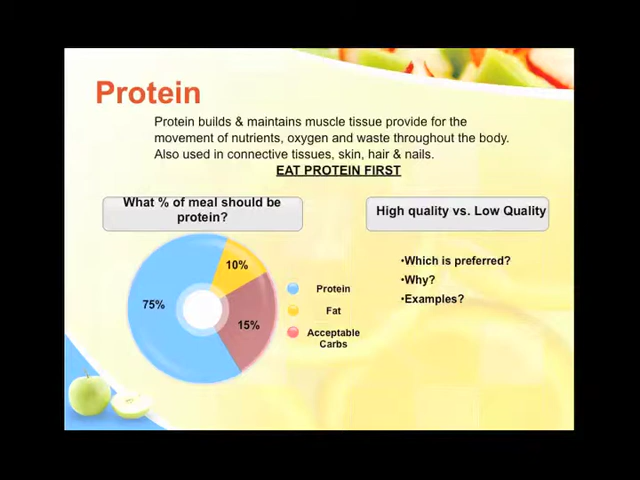 Protein
Protein builds & maintains muscle tissue provide for the
movement of nutrients, oxygen and waste throughout the body.
Also used in connective tissues, skin, hair & nails.
EAT PROTEIN FIRST
What % of meal should be
protein?
High quality vs. Low Quality
75%
10%
15%
Protein
Fat
Acceptable
Carbs
•Which is preferred?
•Why?
•Examples?